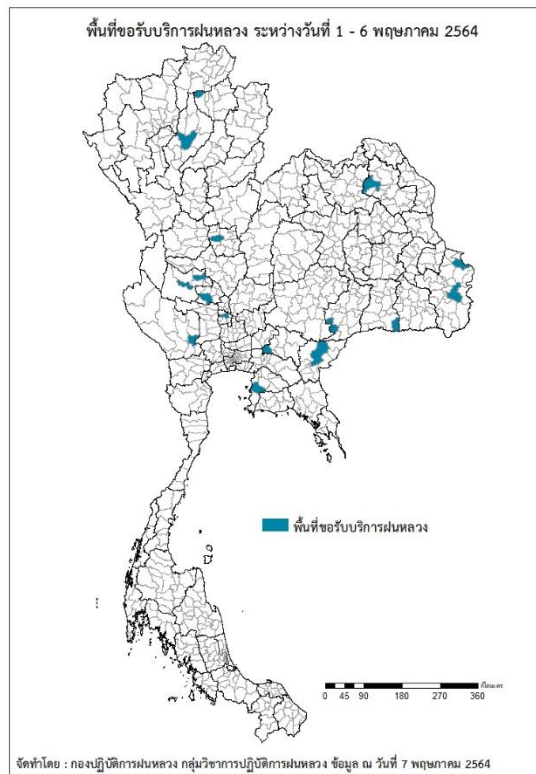 พื้นที่ขอรับบริการฝนหลวง ระหว่างวันที่ 1 - 6 พฤษภาคม 2564
พื้นที่ขอรับบริการฝนหลวง
กิโลเมตร
0 45 90 180 270 360
จัดทำโดย : กองปฏิบัติการฝนหลวง กลุ่มวิชาการปฏิบัติการฝนหลวง ข้อมูล ณ วันที่ 7 พฤษภาคม 2564